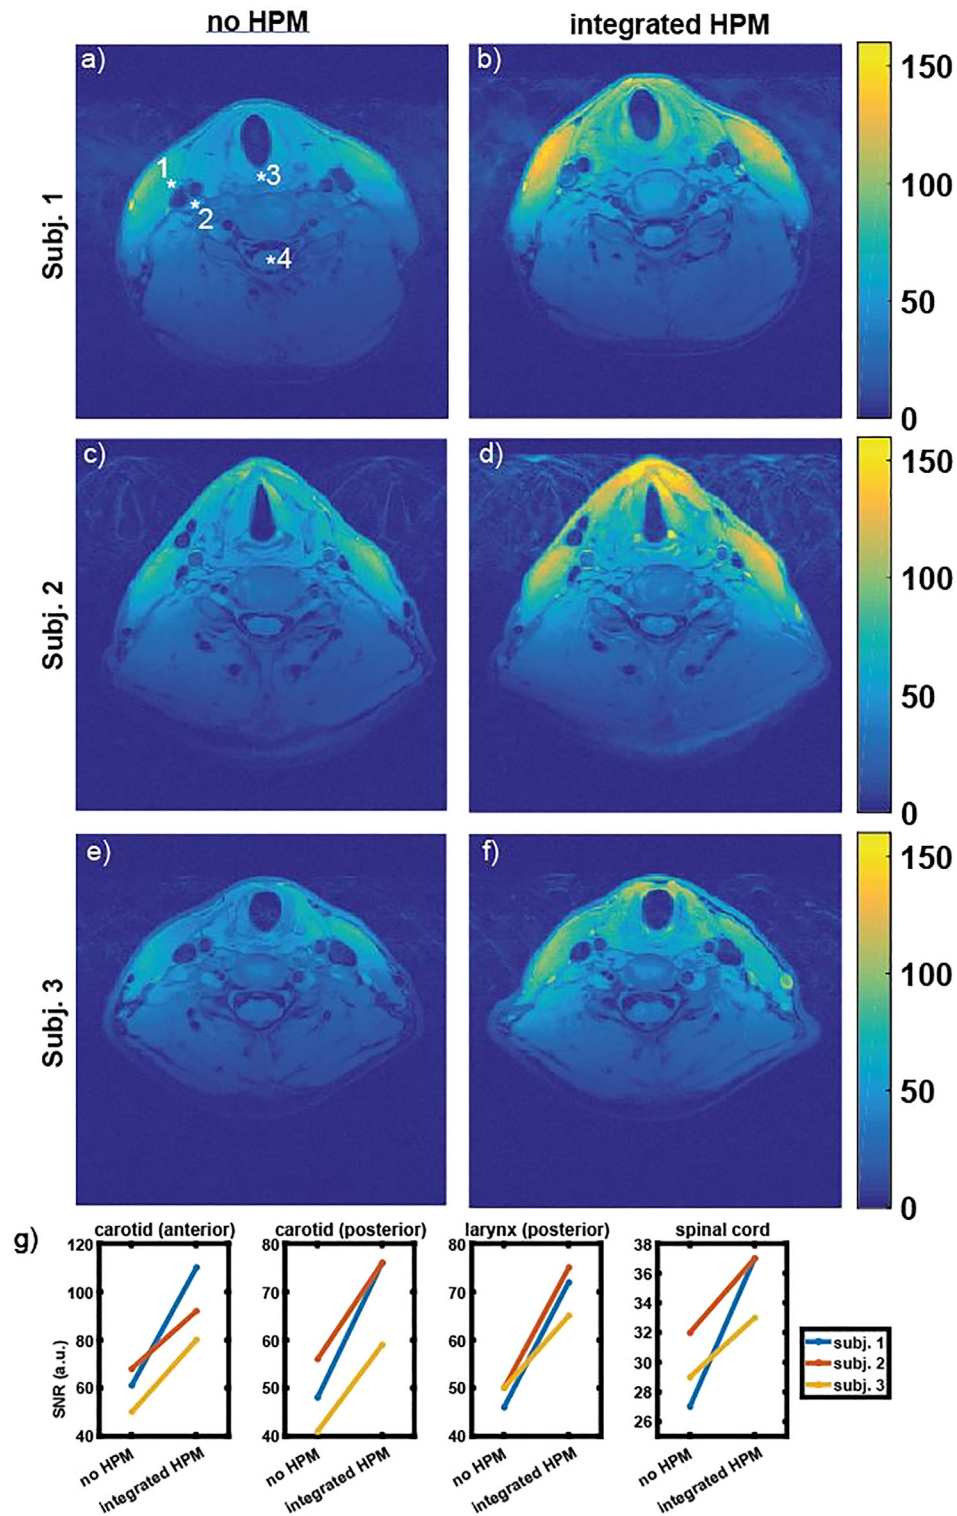 no HPM
integrated HPM
a)
b)
150
100
50
0
Subj. 1
1
2
*3
*4
c)
d)
150
100
50
0
Subj. 2
e)
f)
150
100
50
0
Subj. 3
g)
carotid (anterior)
carotid (posterior)
larynx (posterior)
spinal cord
SNR (a.u.)
120
100
80
60
40
80
70
60
50
40
80
70
60
50
40
38
36
34
32
30
28
26
no HPM
integrated HPM
no HPM
integrated HPM
no HPM
integrated HPM
no HPM
integrated HPM
subj. 1
subj. 2
subj. 3